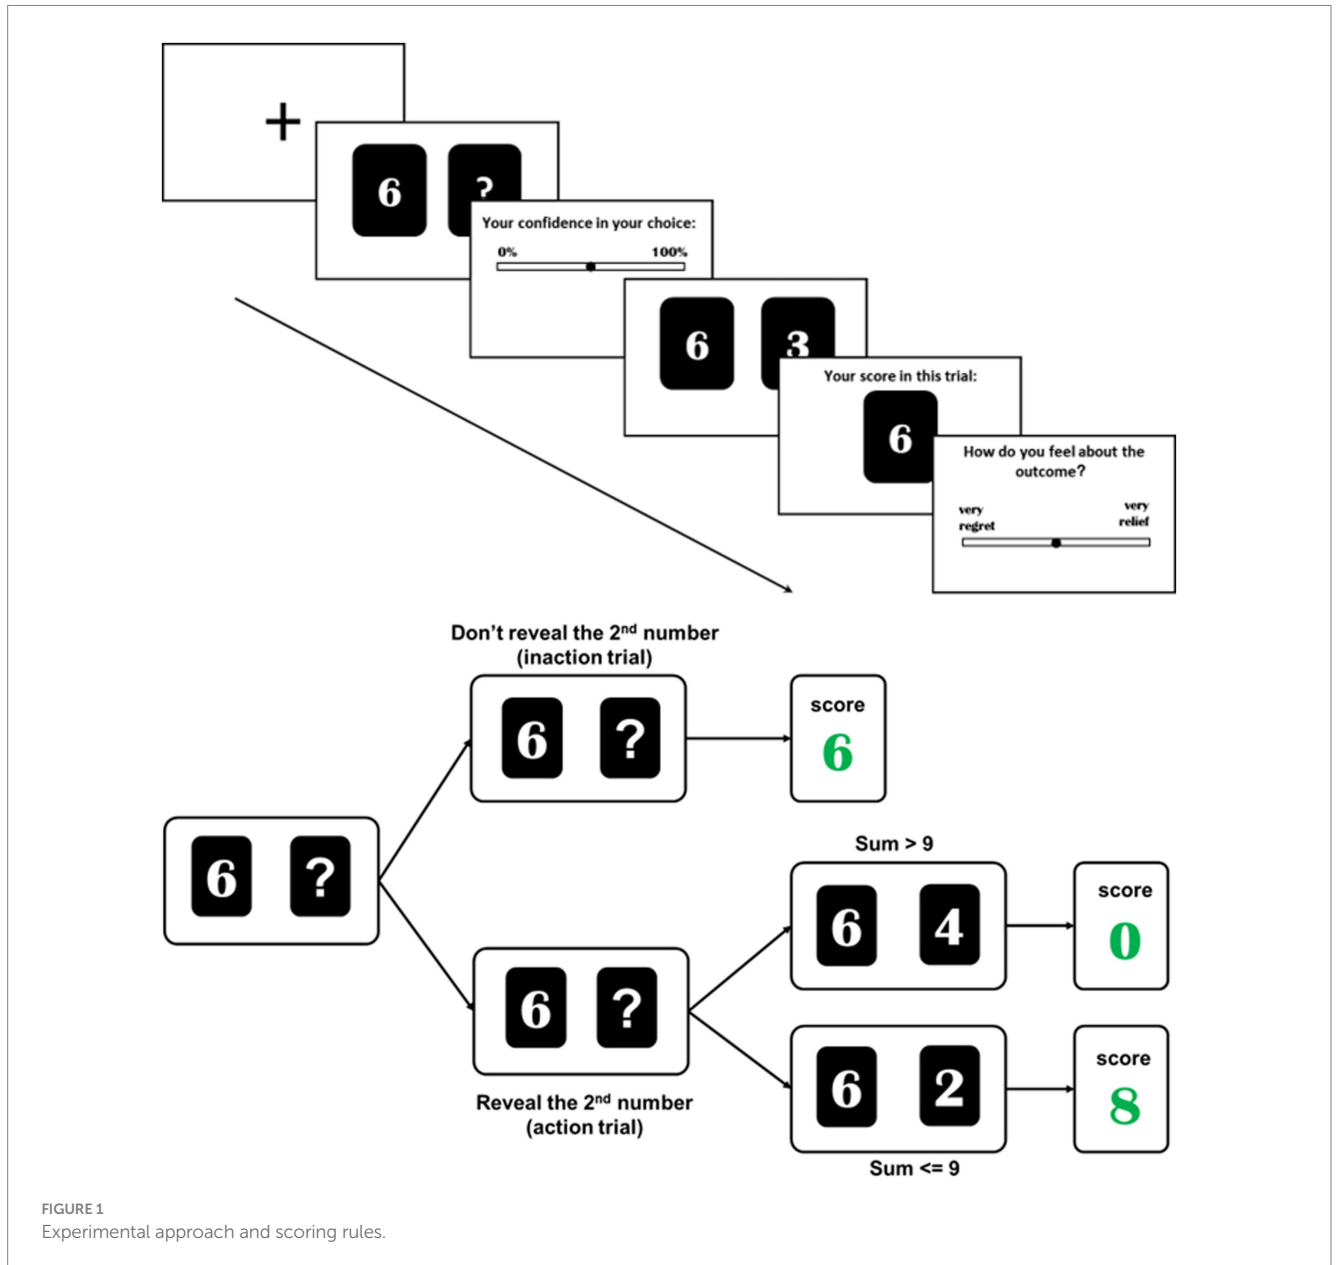 +
6 ?
Your confidence in your choice:
0% 100%
6 3
Your score in this trial:
6
How do you feel about the
outcome?
very very
regret relief
Don't reveal the 2nd number
(inaction trial)
6 ?
score
6
6 ?
Sum > 9
6 4
score
0
6 ?
Reveal the 2nd number
(action trial)
6 2
score
8
Sum <= 9
FIGURE 1
Experimental approach and scoring rules.